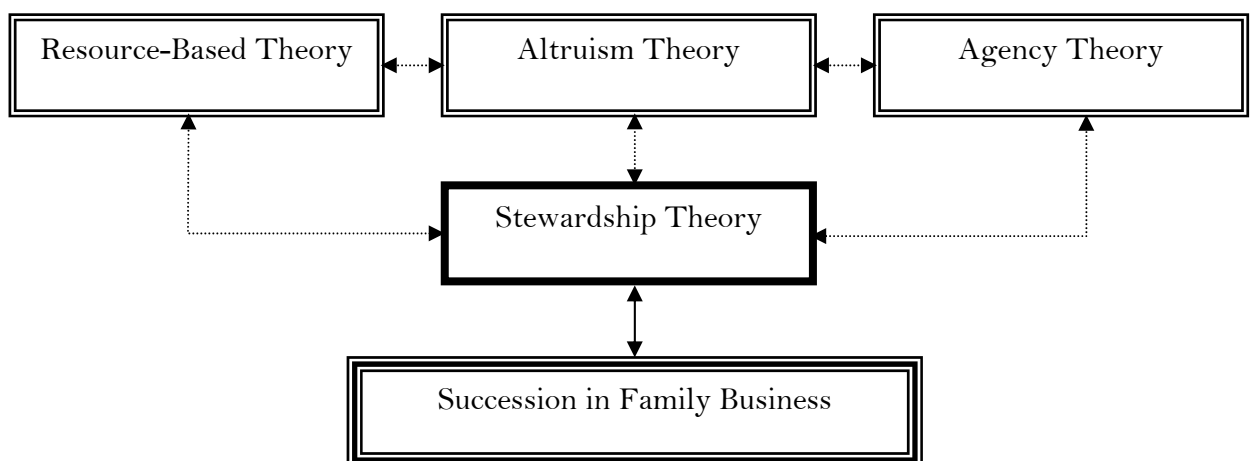 Resource-Based Theory
Altruism Theory
Agency Theory
Stewardship Theory
Succession in Family Business